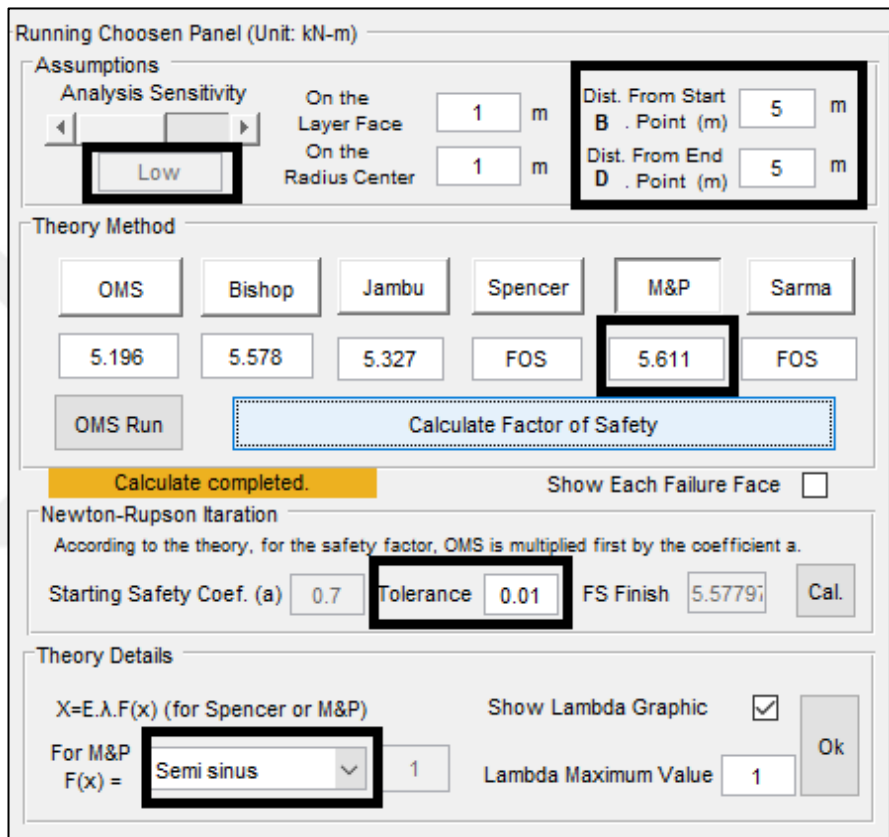 Running Choosen Panel (Unit: kN-m)
Assumptions
Analysis Sensitivity
Low
On the
Layer Face
1 m
On the
Radius Center
1 m
Dist. From Start
B . Point (m)
5 m
Dist. From End
D . Point (m)
5 m
Theory Method
OMS Bishop Jambu Spencer M&P Sarma
5.196 5.578 5.327 FOS 5.611 FOS
OMS Run Calculate Factor of Safety
Calculate completed. Show Each Failure Face
Newton-Rupson Itaration
According to the theory, for the safety factor, OMS is multiplied first by the coefficient a.
Starting Safety Coef. (a) 0.7 Tolerance 0.01 FS Finish 5.57797 Cal.
Theory Details
X=E.λ.F(x) (for Spencer or M&P) Show Lambda Graphic
For M&P
F(x) = Semi sinus 1 Lambda Maximum Value 1 Ok